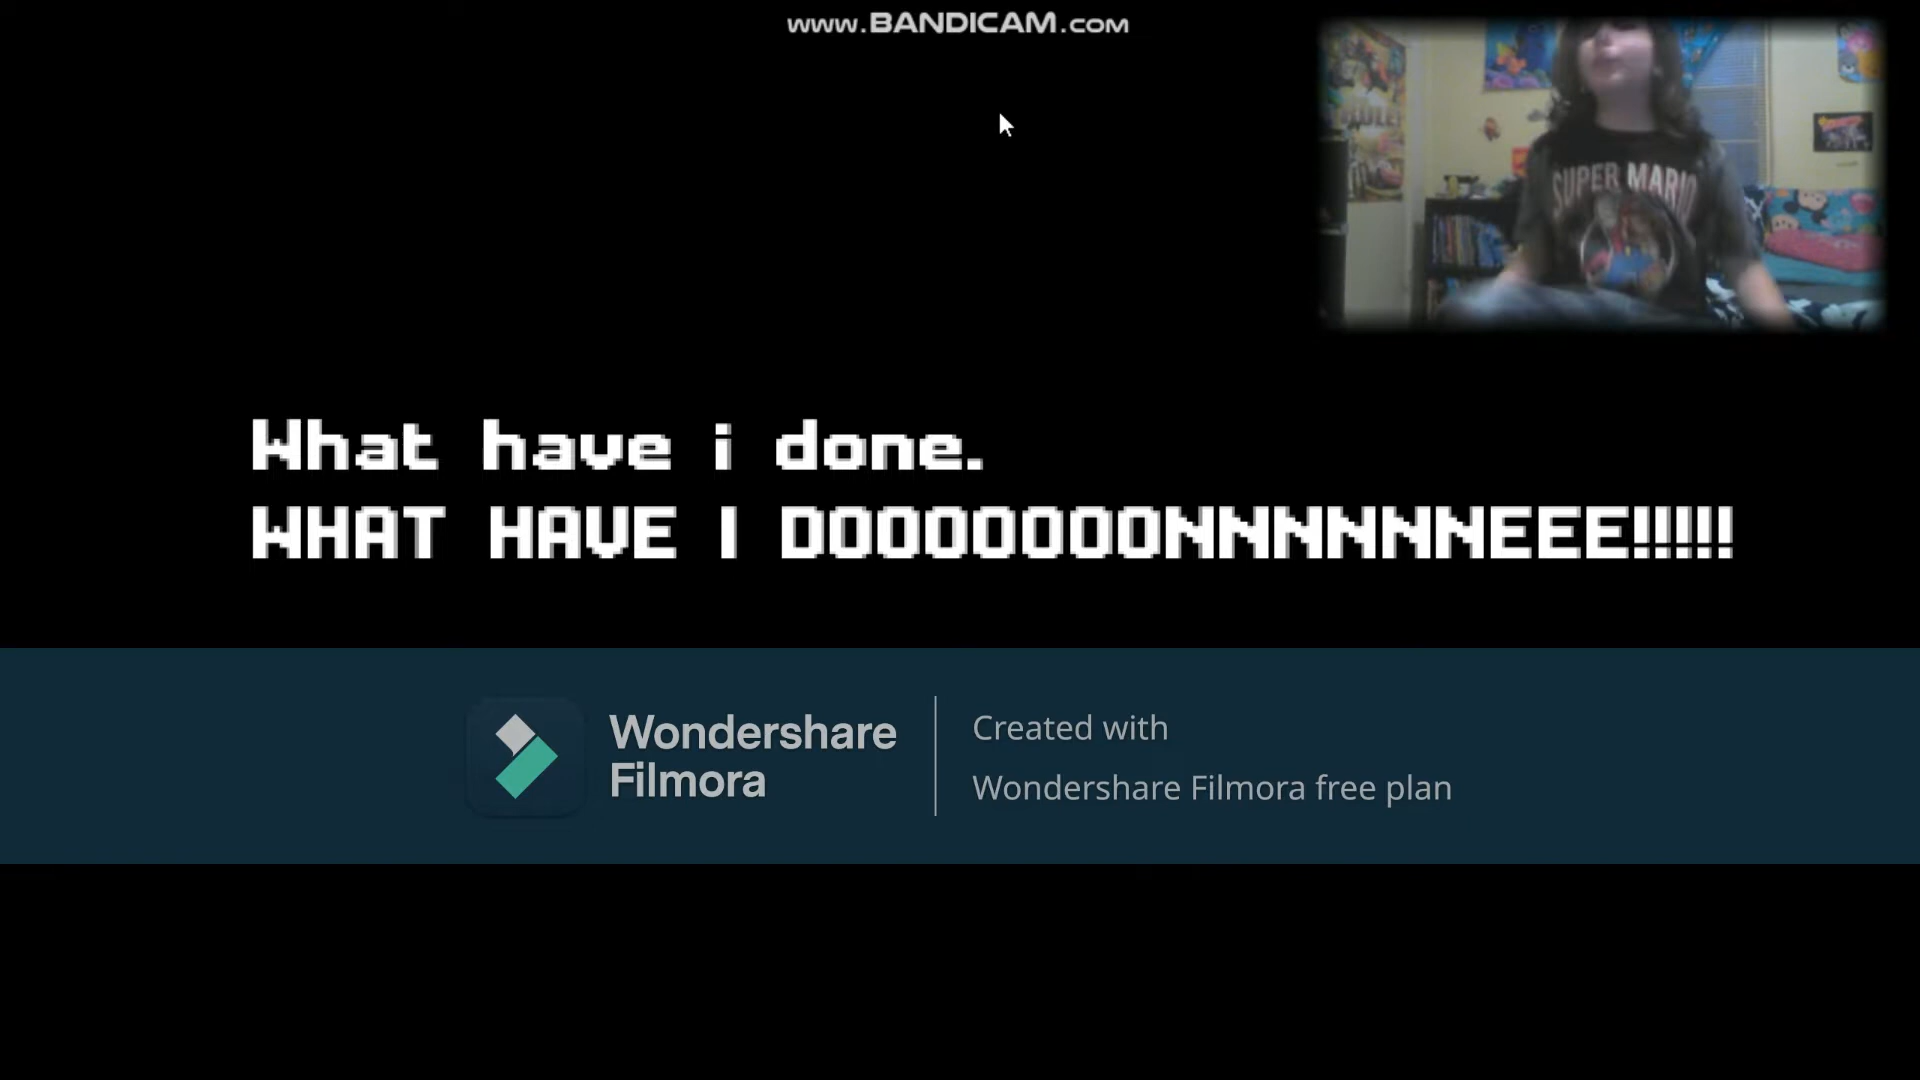 www.BANDICAM.com
SUPER MARIO
What have i done.
WHAT HAVE I DOOOOOOONNNNNNEEE!!!!!
Wondershare
Filmora
Created with
Wondershare Filmora free plan